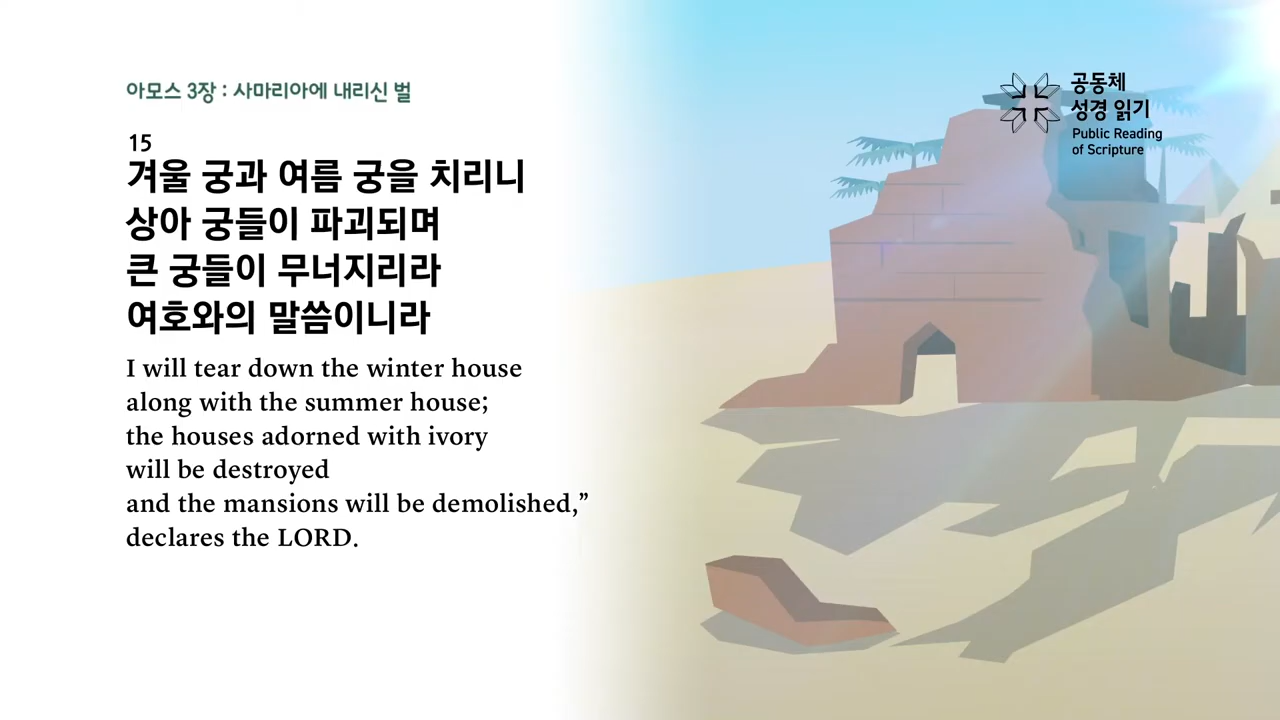 아모스 3장 : 사마리아에 내리신 벌
15
겨울 궁과 여름 궁을 치리니
상아 궁들이 파괴되며
큰 궁들이 무너지리라
여호와의 말씀이니라
I will tear down the winter house
along with the summer house;
the houses adorned with ivory
will be destroyed
and the mansions will be demolished,”
declares the LORD.
공동체
성경 읽기
Public Reading
of Scripture